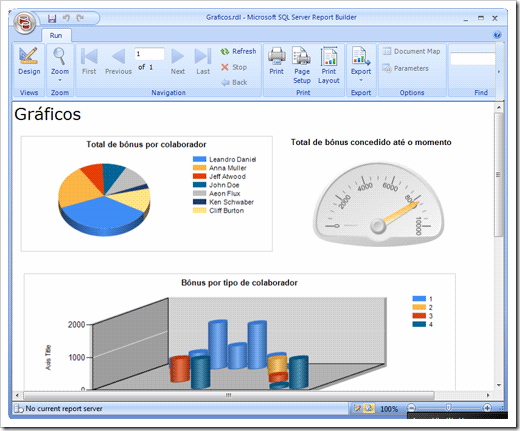 Graficos.rdl - Microsoft SQL Server Report Builder
Run
Design
Zoom
First
Previous
1
of 1
Next
Last
Refresh
Stop
Back
Print
Page Setup
Print Layout
Export
Document Map
Parameters
Views
Zoom
Navigation
Print
Export
Options
Find
Gráficos
Total de bónus por colaborador
Leandro Daniel
Anna Muller
Jeff Atwood
John Doe
Aeon Flux
Ken Schwaber
Cliff Burton
Total de bónus concedido até o momento
0
2000
4000
6000
8000
10000
Bónus por tipo de colaborador
1
2
3
4
2000
1000
0
Axis Title
No current report server
100%